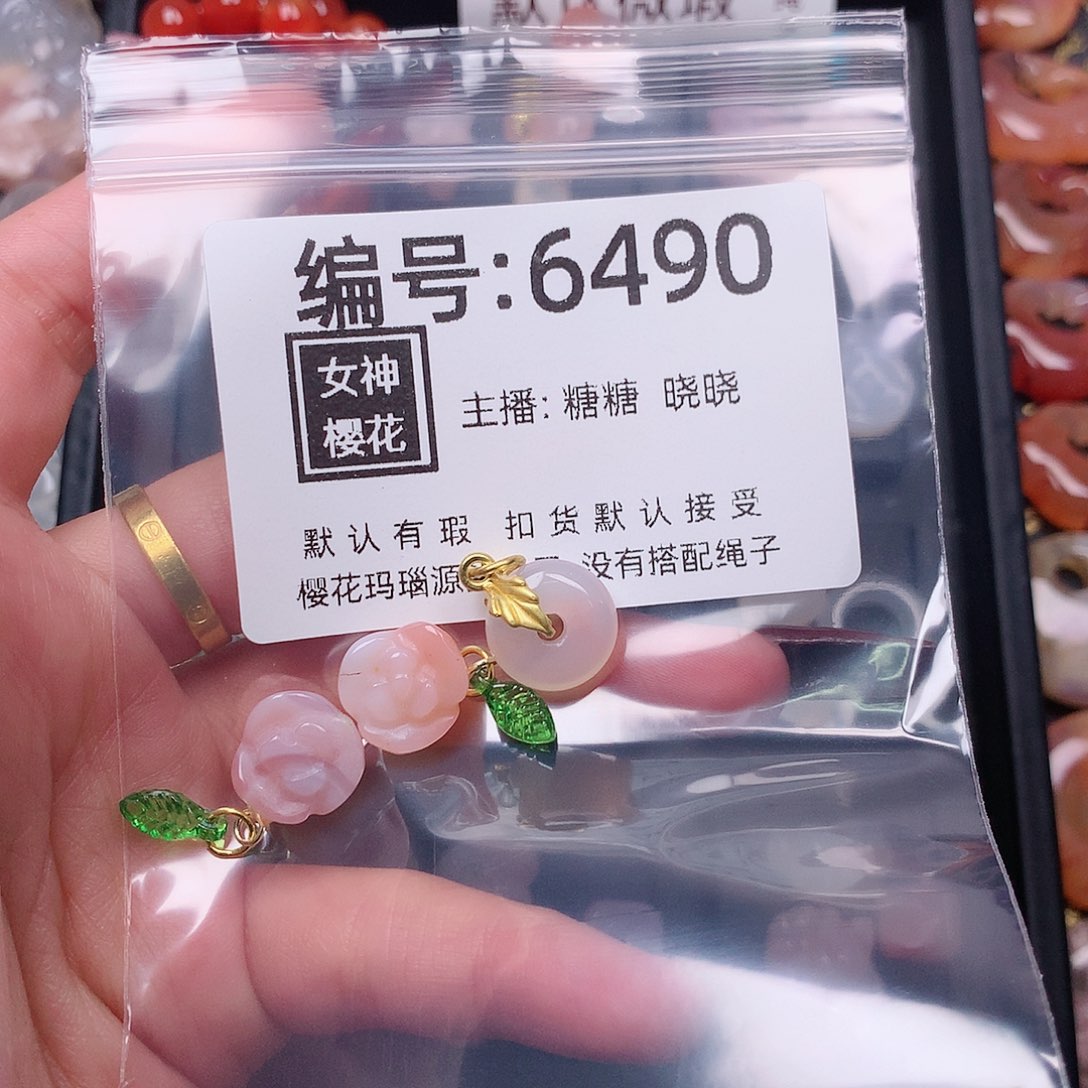 编号:6490
女神
樱花
主播: 糖糖 晓晓
默认有瑕 扣货默认接受
樱花玛瑙源 没有搭配绳子